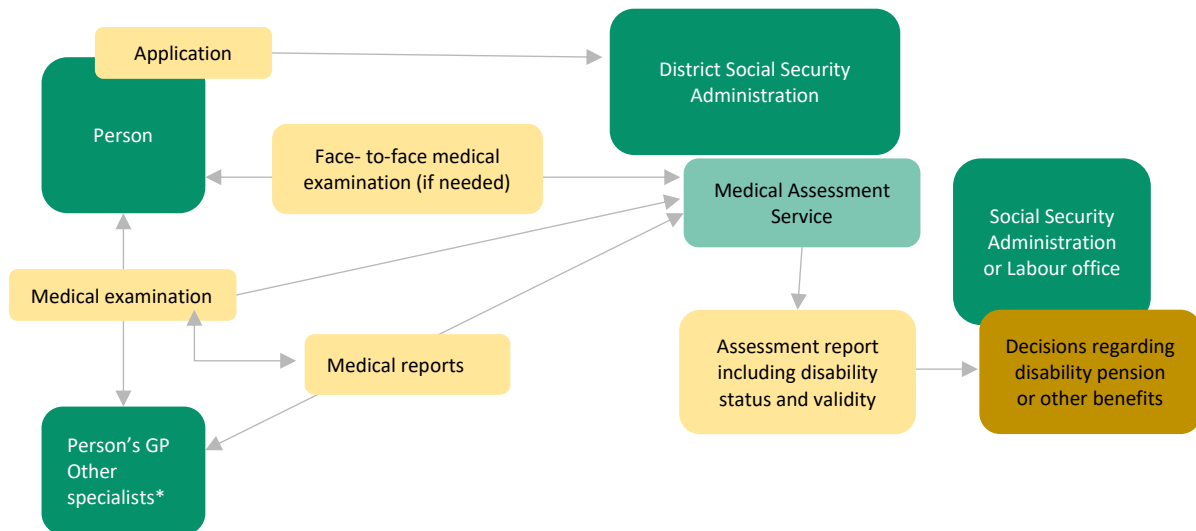 Application
District Social Security
Administration
Person
Face- to-face medical
examination (if needed)
Medical Assessment
Service
Social Security
Administration
or Labour office
Medical examination
Medical reports
Assessment report
including disability
status and validity
Decisions regarding
disability pension
or other benefits
Person’s GP
Other
specialists*